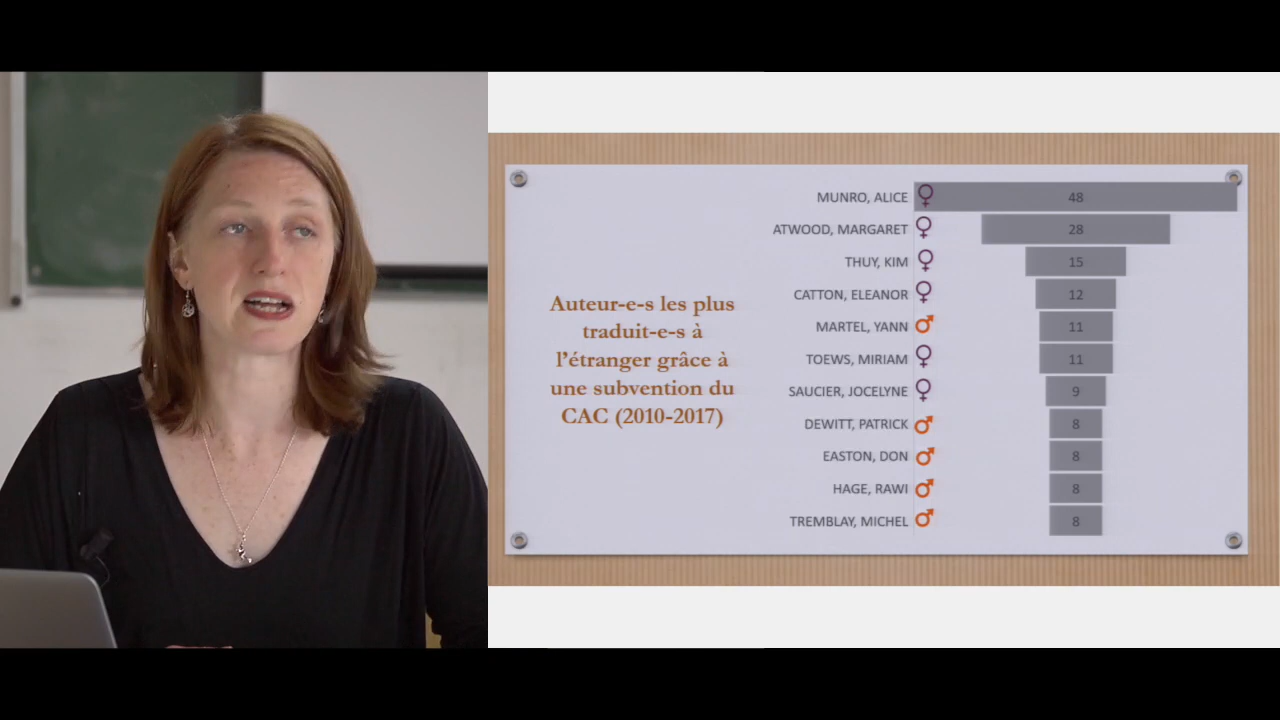 Auteur-e-s les plus
traduit-e-s à
l'étranger grâce à
une subvention du
CAC (2010-2017)
MUNRO, ALICE ♀ 48
ATWOOD, MARGARET ♀ 28
THUY, KIM ♀ 15
CATTON, ELEANOR ♀ 12
MARTEL, YANN ♂ 11
TOEWS, MIRIAM ♀ 11
SAUCIER, JOCELYNE ♀ 9
DEWITT, PATRICK ♂ 8
EASTON, DON ♂ 8
HAGE, RAWI ♂ 8
TREMBLAY, MICHEL ♂ 8